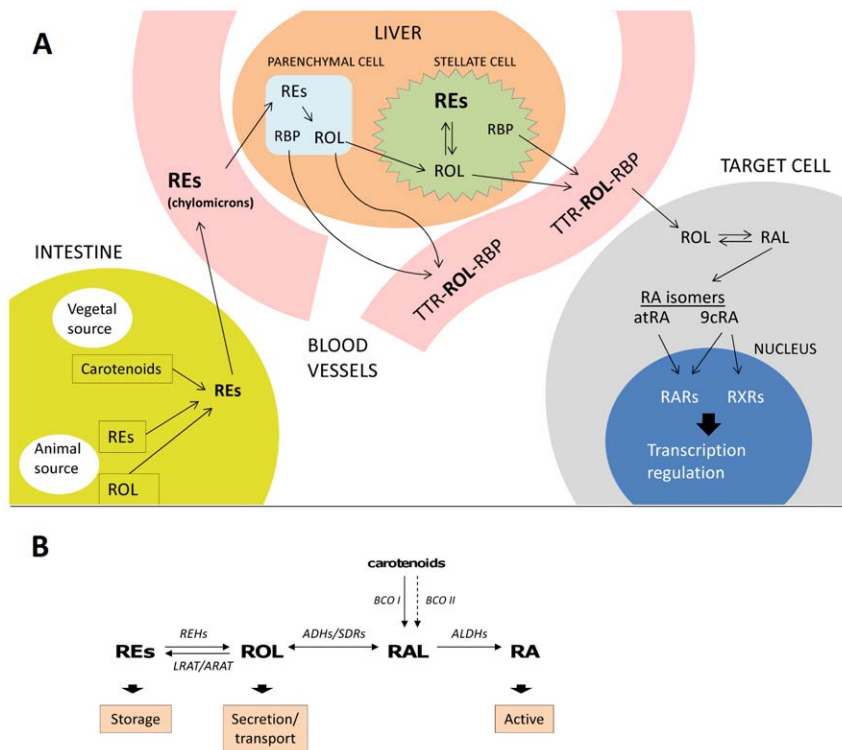 A
LIVER
PARENCHYMAL CELL
STELLATE CELL
REs
RBP
ROL
REs
RBP
ROL
REs
(chylomicrons)
TTR-ROL-RBP
TTR-ROL-RBP
BLOOD
VESSELS
INTESTINE
Vegetal
source
Carotenoids
REs
REs
Animal
source
ROL
TARGET CELL
ROL
RAL
RA isomers
atRA
9cRA
NUCLEUS
RARs
RXRs
Transcription
regulation
B
carotenoids
BCO I
BCO II
REHs
ADHs/SDRs
ALDHs
REs
ROL
RAL
RA
LRAT/ARAT
Storage
Secretion/
transport
Active